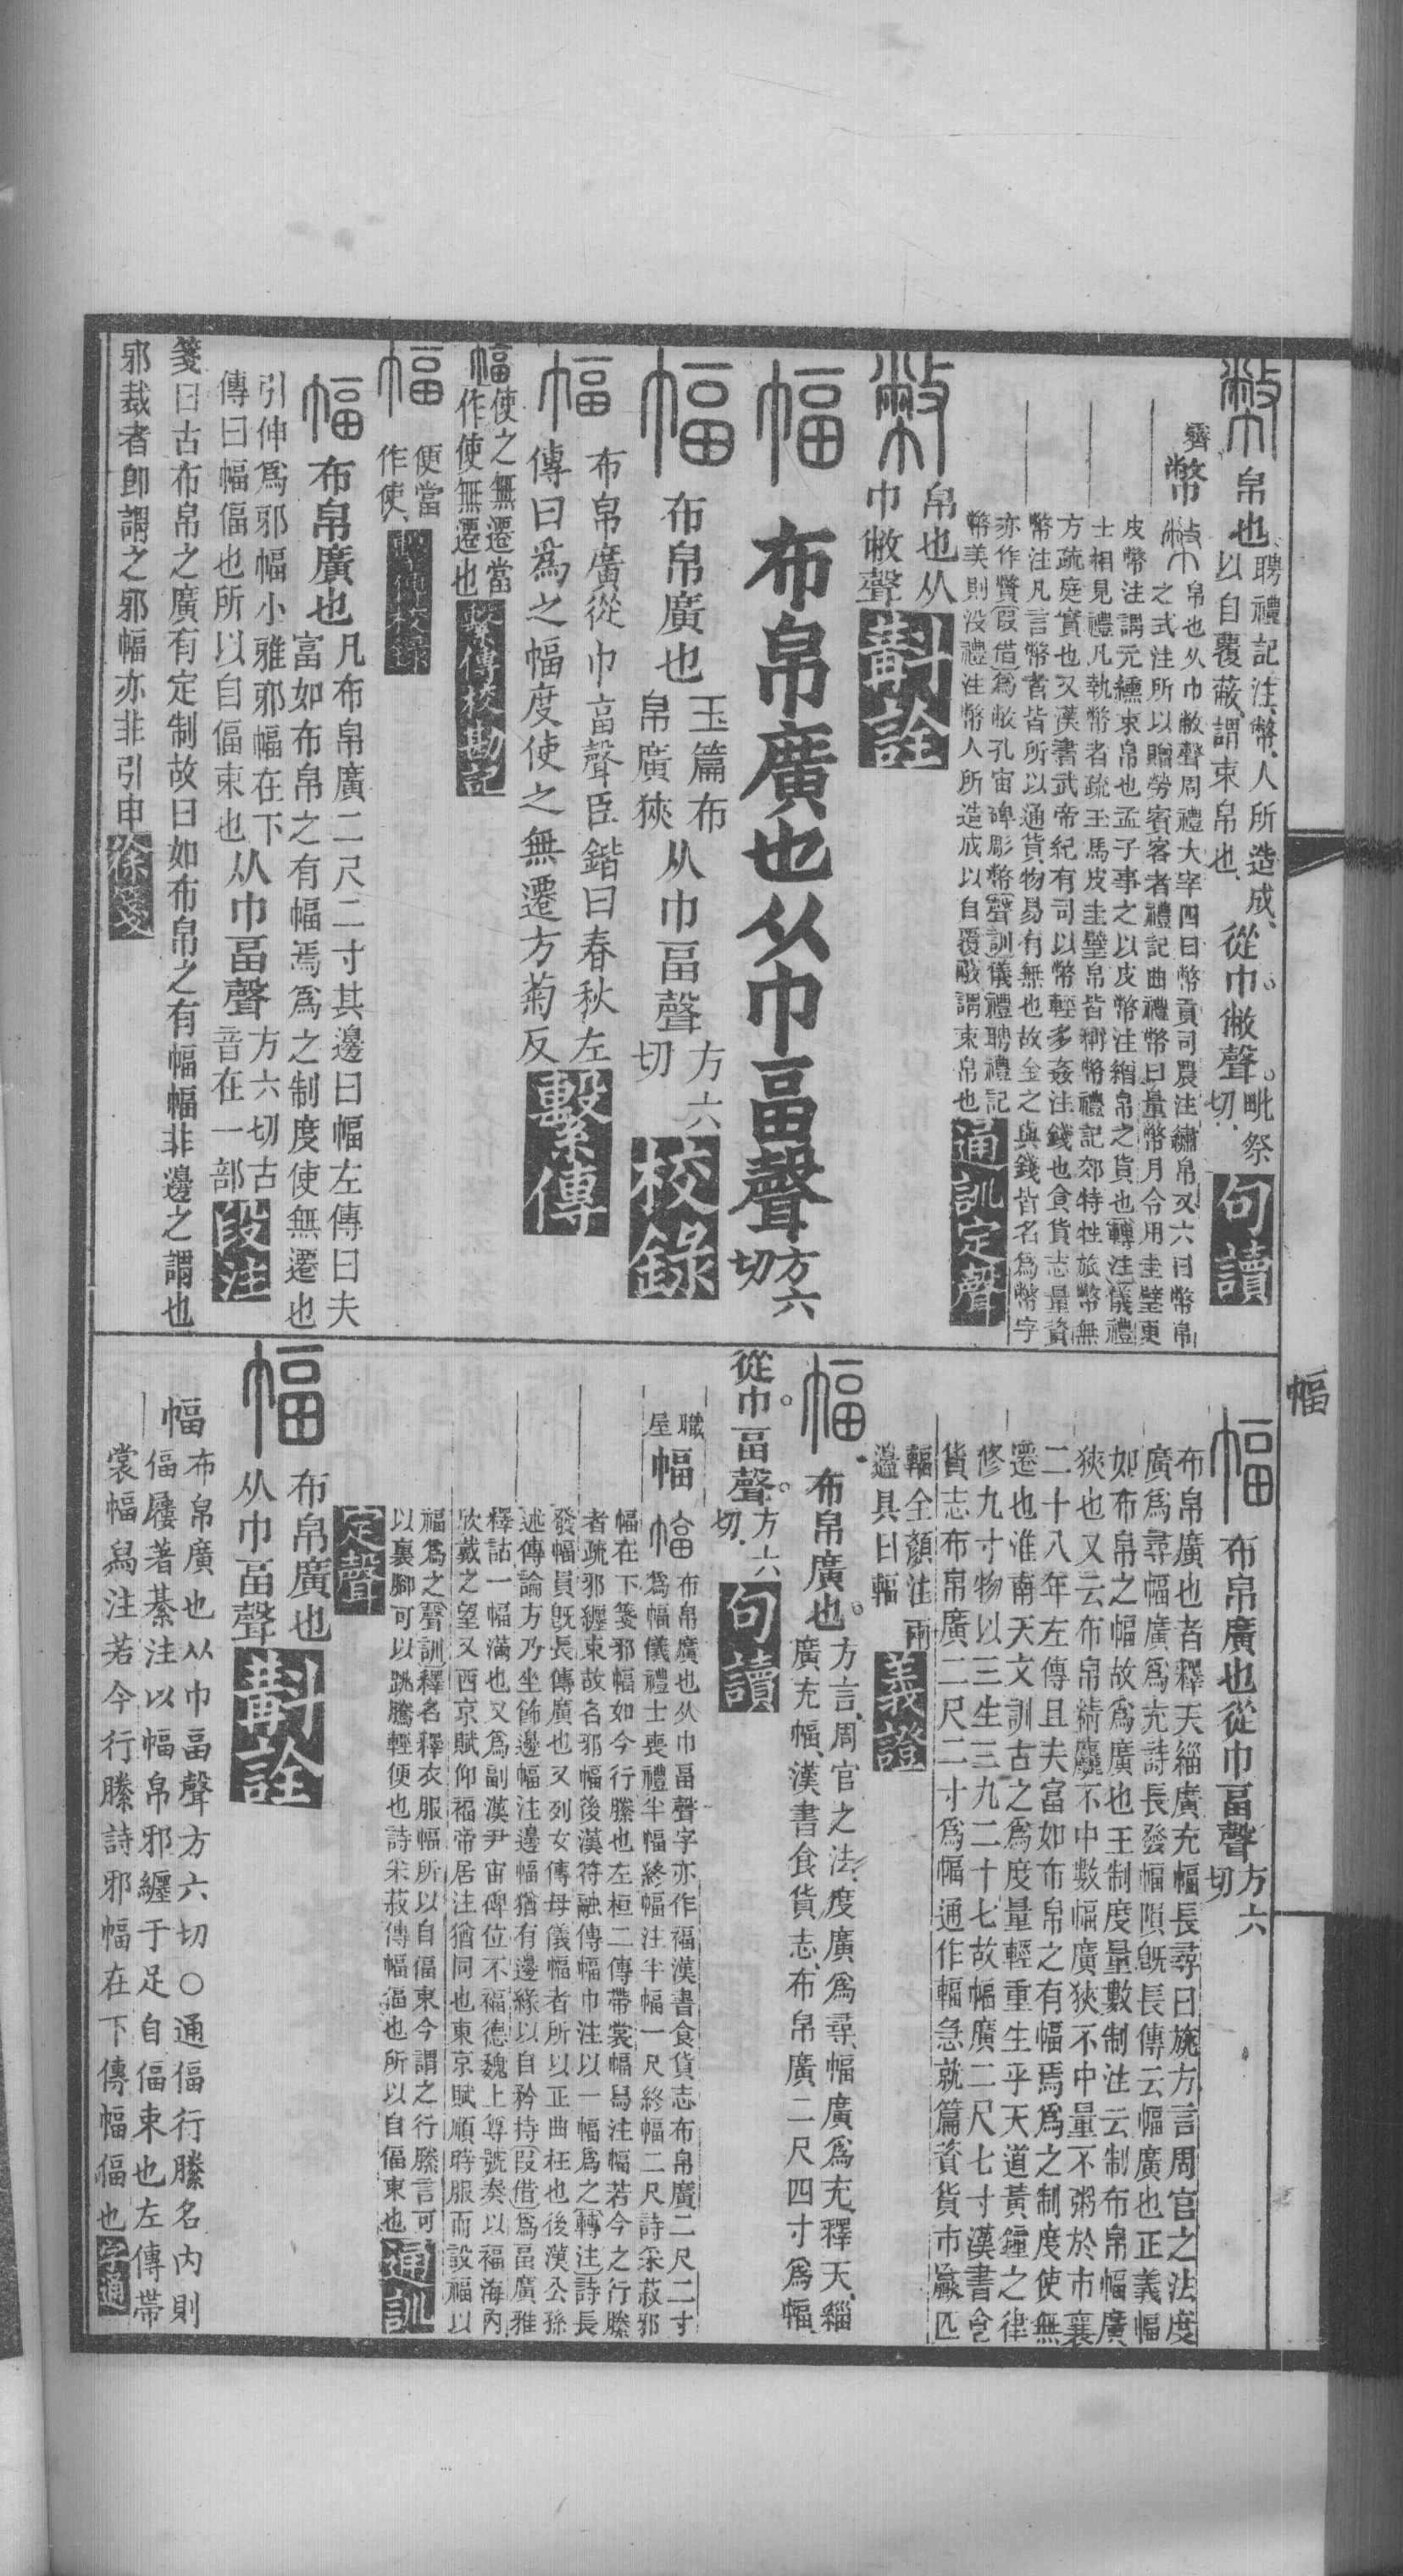 幣帛也聘禮記注幣人所造成
以自覆蔽謂束帛也從巾敝聲毗祭
切句讀
霽幣
幣帛也从巾敝聲周禮大宰四曰幣貢司農注繡帛又六曰幣帛
之式注所以贈勞賓客者禮記曲禮幣曰量幣月令用圭璧更
皮幣注謂元纁束帛也孟子事之以皮幣注繒帛之貨也轉注儀禮
士相見禮凡執幣者疏玉馬皮圭璧帛皆稱幣禮記郊特牲旅幣無
方疏庭實也又漢書武帝紀有司以幣輕多姦注錢也食貨志量資
幣注凡言幣者皆所以通貨物易有無也故金之與錢皆名為幣字
亦作獘叚借為敝孔宙碑彫幣聲訓儀禮聘禮記
幣美則没禮注幣人所造成以自覆蔽謂束帛也通訓定聲
幣帛也从
巾敝聲斠詮
幅布帛廣也从巾畐聲方六
切
幅布帛廣也玉篇布
帛廣狹从巾畐聲方六
切校錄
幅布帛廣從巾畐聲臣鍇曰春秋左
傳曰為之幅度使之無遷方菊反繫傳
幅使之無遷當
作使無遷也繫傳校勘記
幅便當
作使繫傳校錄
幅布帛廣也凡布帛廣二尺二寸其邊曰幅左傳曰夫
富如布帛之有幅焉為之制度使無遷也
引伸為邪幅小雅邪幅在下
傳曰幅偪也所以自偪束也从巾畐聲方六切古
音在一部段注
箋曰古布帛之廣有定制故曰如布帛之有幅幅非邊之謂也
邪裁者卽謂之邪幅亦非引申徐箋
幅
幅布帛廣也從巾畐聲方六
切
布帛廣也者釋天緇廣充幅長尋曰旐方言周官之法度
廣為尋幅廣為充詩長發幅隕旣長傳云幅廣也正義幅
如布帛之幅故為廣也王制度量數制注云制布帛幅廣
狹也又云布帛精麤不中數幅廣狹不中量不粥於市襄
二十八年左傳且夫富如布帛之有幅焉為之制度使無
遷也淮南天文訓古之為度量輕重生乎天道黃鐘之律
修九寸物以三生三九二十七故幅廣二尺七寸漢書食
貨志布帛廣二尺二寸為幅通作輻急就篇資貨市贏匹
輻全顏注兩
邉具曰輻義證
幅布帛廣也方言周官之法度廣為尋幅廣為充釋天緇
廣充幅漢書食貨志布帛廣二尺四寸為幅
從巾畐聲方六
切句讀
職
屋幅
幅布帛廣也从巾畐聲字亦作福漢書食貨志布帛廣二尺二寸
為幅儀禮士喪禮半幅終幅注半幅一尺終幅二尺詩采菽邪
幅在下箋邪幅如今行縢也左桓二傳帶裳幅舄注幅若今之行縢
者疏邪纏束故名邪幅後漢符融傳幅巾注以一幅為之轉注詩長
發幅員旣長傳廣也又列女傳母儀幅者所以正曲枉也後漢公孫
述傳論方乃坐飾邊幅注邊幅猶有邊緣以自矜持叚借為畐廣雅
釋詁一幅滿也又為副漢尹宙碑位不福德魏上尊號奏以福海內
欣戴之望又西京賦仰福帝居注猶同也東京賦順時服而設福以
福為之聲訓釋名釋衣服幅所以自偪束今謂之行縢言可
以裹腳可以跳騰輕便也詩采菽傳幅偪也所以自偪束也通訓
定聲
幅布帛廣也
从巾畐聲斠詮
幅布帛廣也从巾畐聲方六切○通偪行縢名內則
偪屨著綦注以幅帛邪纏于足自偪束也左傳帶
裳幅舄注若今行縢詩邪幅在下傳幅偪也字通